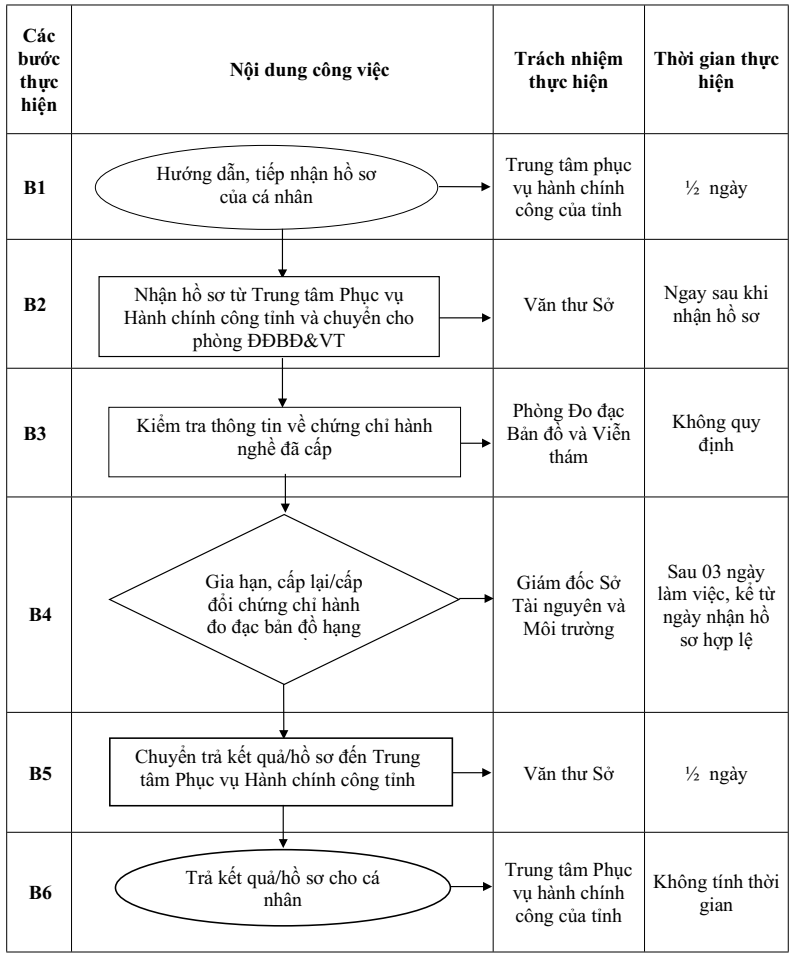 Các
bước
thực
hiện
Nội dung công việc
Trách nhiệm
thực hiện
Thời gian thực
hiện
B1
Hướng dẫn, tiếp nhận hồ sơ
của cá nhân
Trung tâm phục
vụ hành chính
công của tỉnh
½ ngày
B2
Nhận hồ sơ từ Trung tâm Phục vụ
Hành chính công tỉnh và chuyển cho
phòng ĐĐBĐ&VT
Văn thư Sở
Ngay sau khi
nhận hồ sơ
B3
Kiểm tra thông tin về chứng chỉ hành
nghề đã cấp
Phòng Đo đạc
Bản đồ và Viễn
thám
Không quy
định
B4
Gia hạn, cấp lại/cấp
đổi chứng chỉ hành
đo đạc bản đồ hạng
Giám đốc Sở
Tài nguyên và
Môi trường
Sau 03 ngày
làm việc, kể từ
ngày nhận hồ
sơ hợp lệ
B5
Chuyển trả kết quả/hồ sơ đến Trung
tâm Phục vụ Hành chính công tỉnh
Văn thư Sở
½ ngày
B6
Trả kết quả/hồ sơ cho cá
nhân
Trung tâm Phục
vụ hành chính
công của tỉnh
Không tính thời
gian